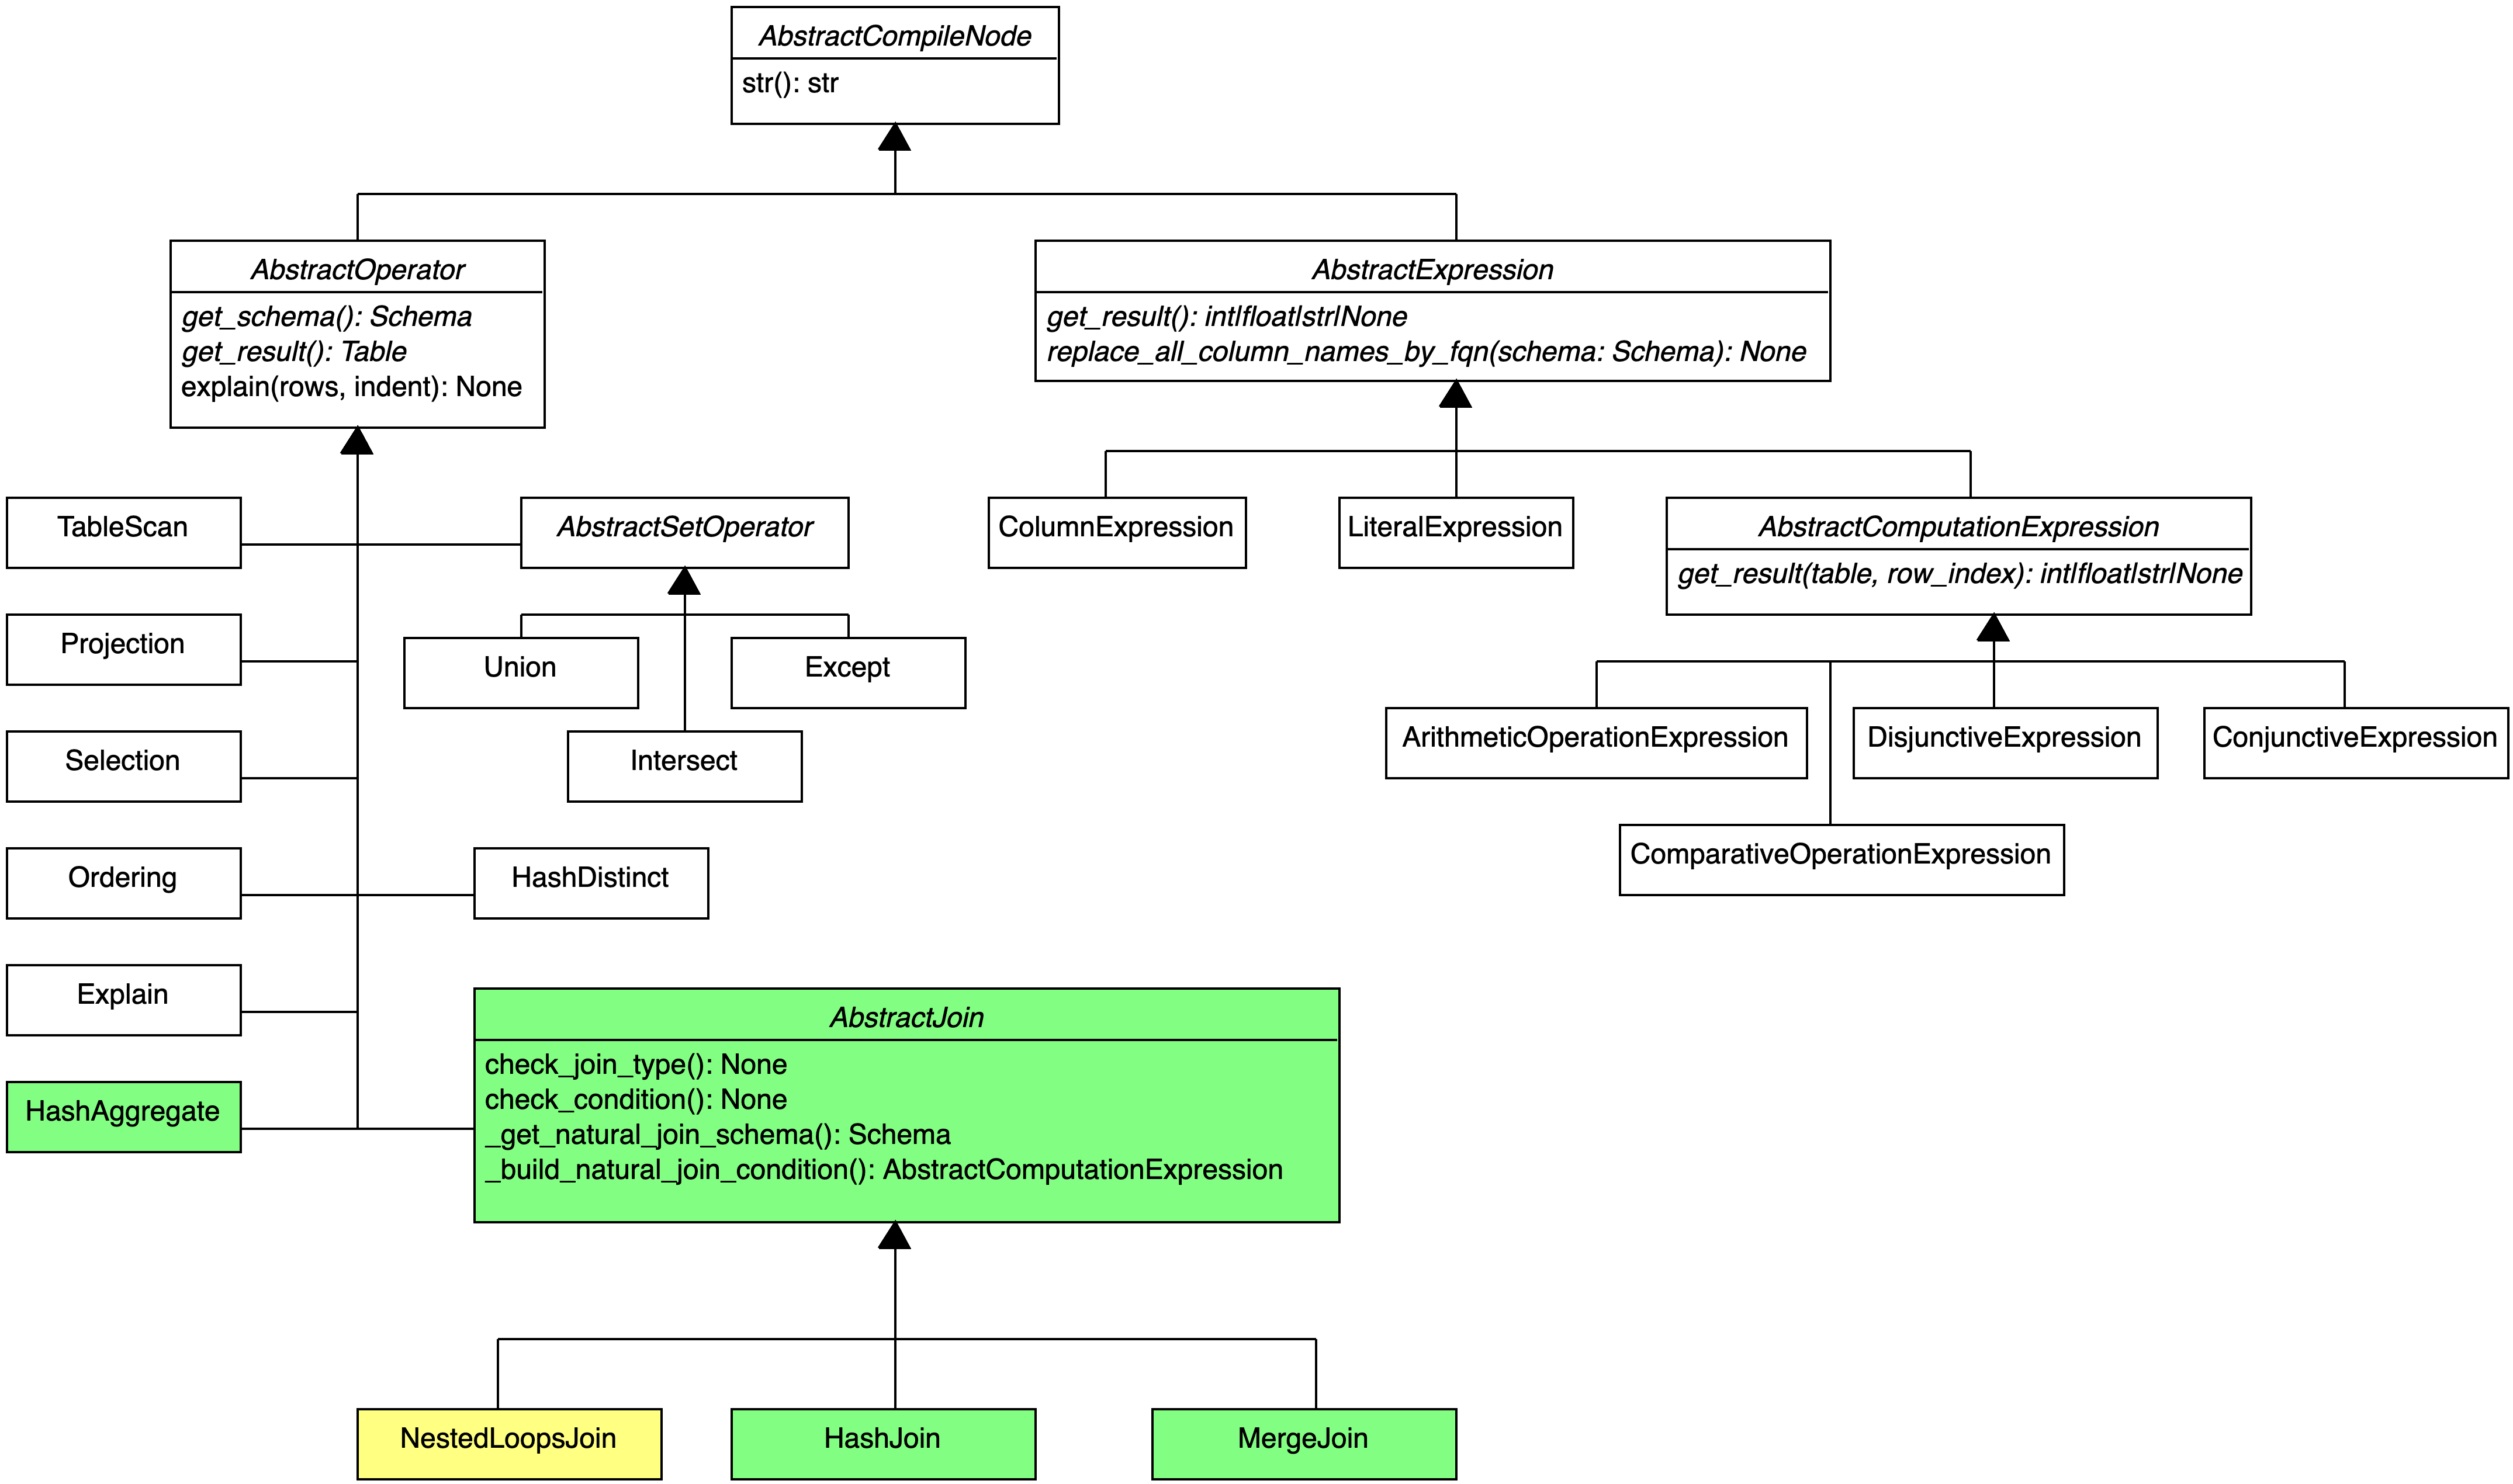 AbstractCompileNode
str(): str
AbstractOperator
get_schema(): Schema
get_result(): Table
explain(rows, indent): None
AbstractExpression
get_result(): int|float|str|None
replace_all_column_names_by_fqn(schema: Schema): None
TableScan
AbstractSetOperator
ColumnExpression
LiteralExpression
AbstractComputationExpression
get_result(table, row_index): int|float|str|None
Projection
Union
Except
Selection
Intersect
ArithmeticOperationExpression
DisjunctiveExpression
ConjunctiveExpression
ComparativeOperationExpression
Ordering
HashDistinct
Explain
HashAggregate
AbstractJoin
check_join_type(): None
check_condition(): None
_get_natural_join_schema(): Schema
_build_natural_join_condition(): AbstractComputationExpression
NestedLoopsJoin
HashJoin
MergeJoin